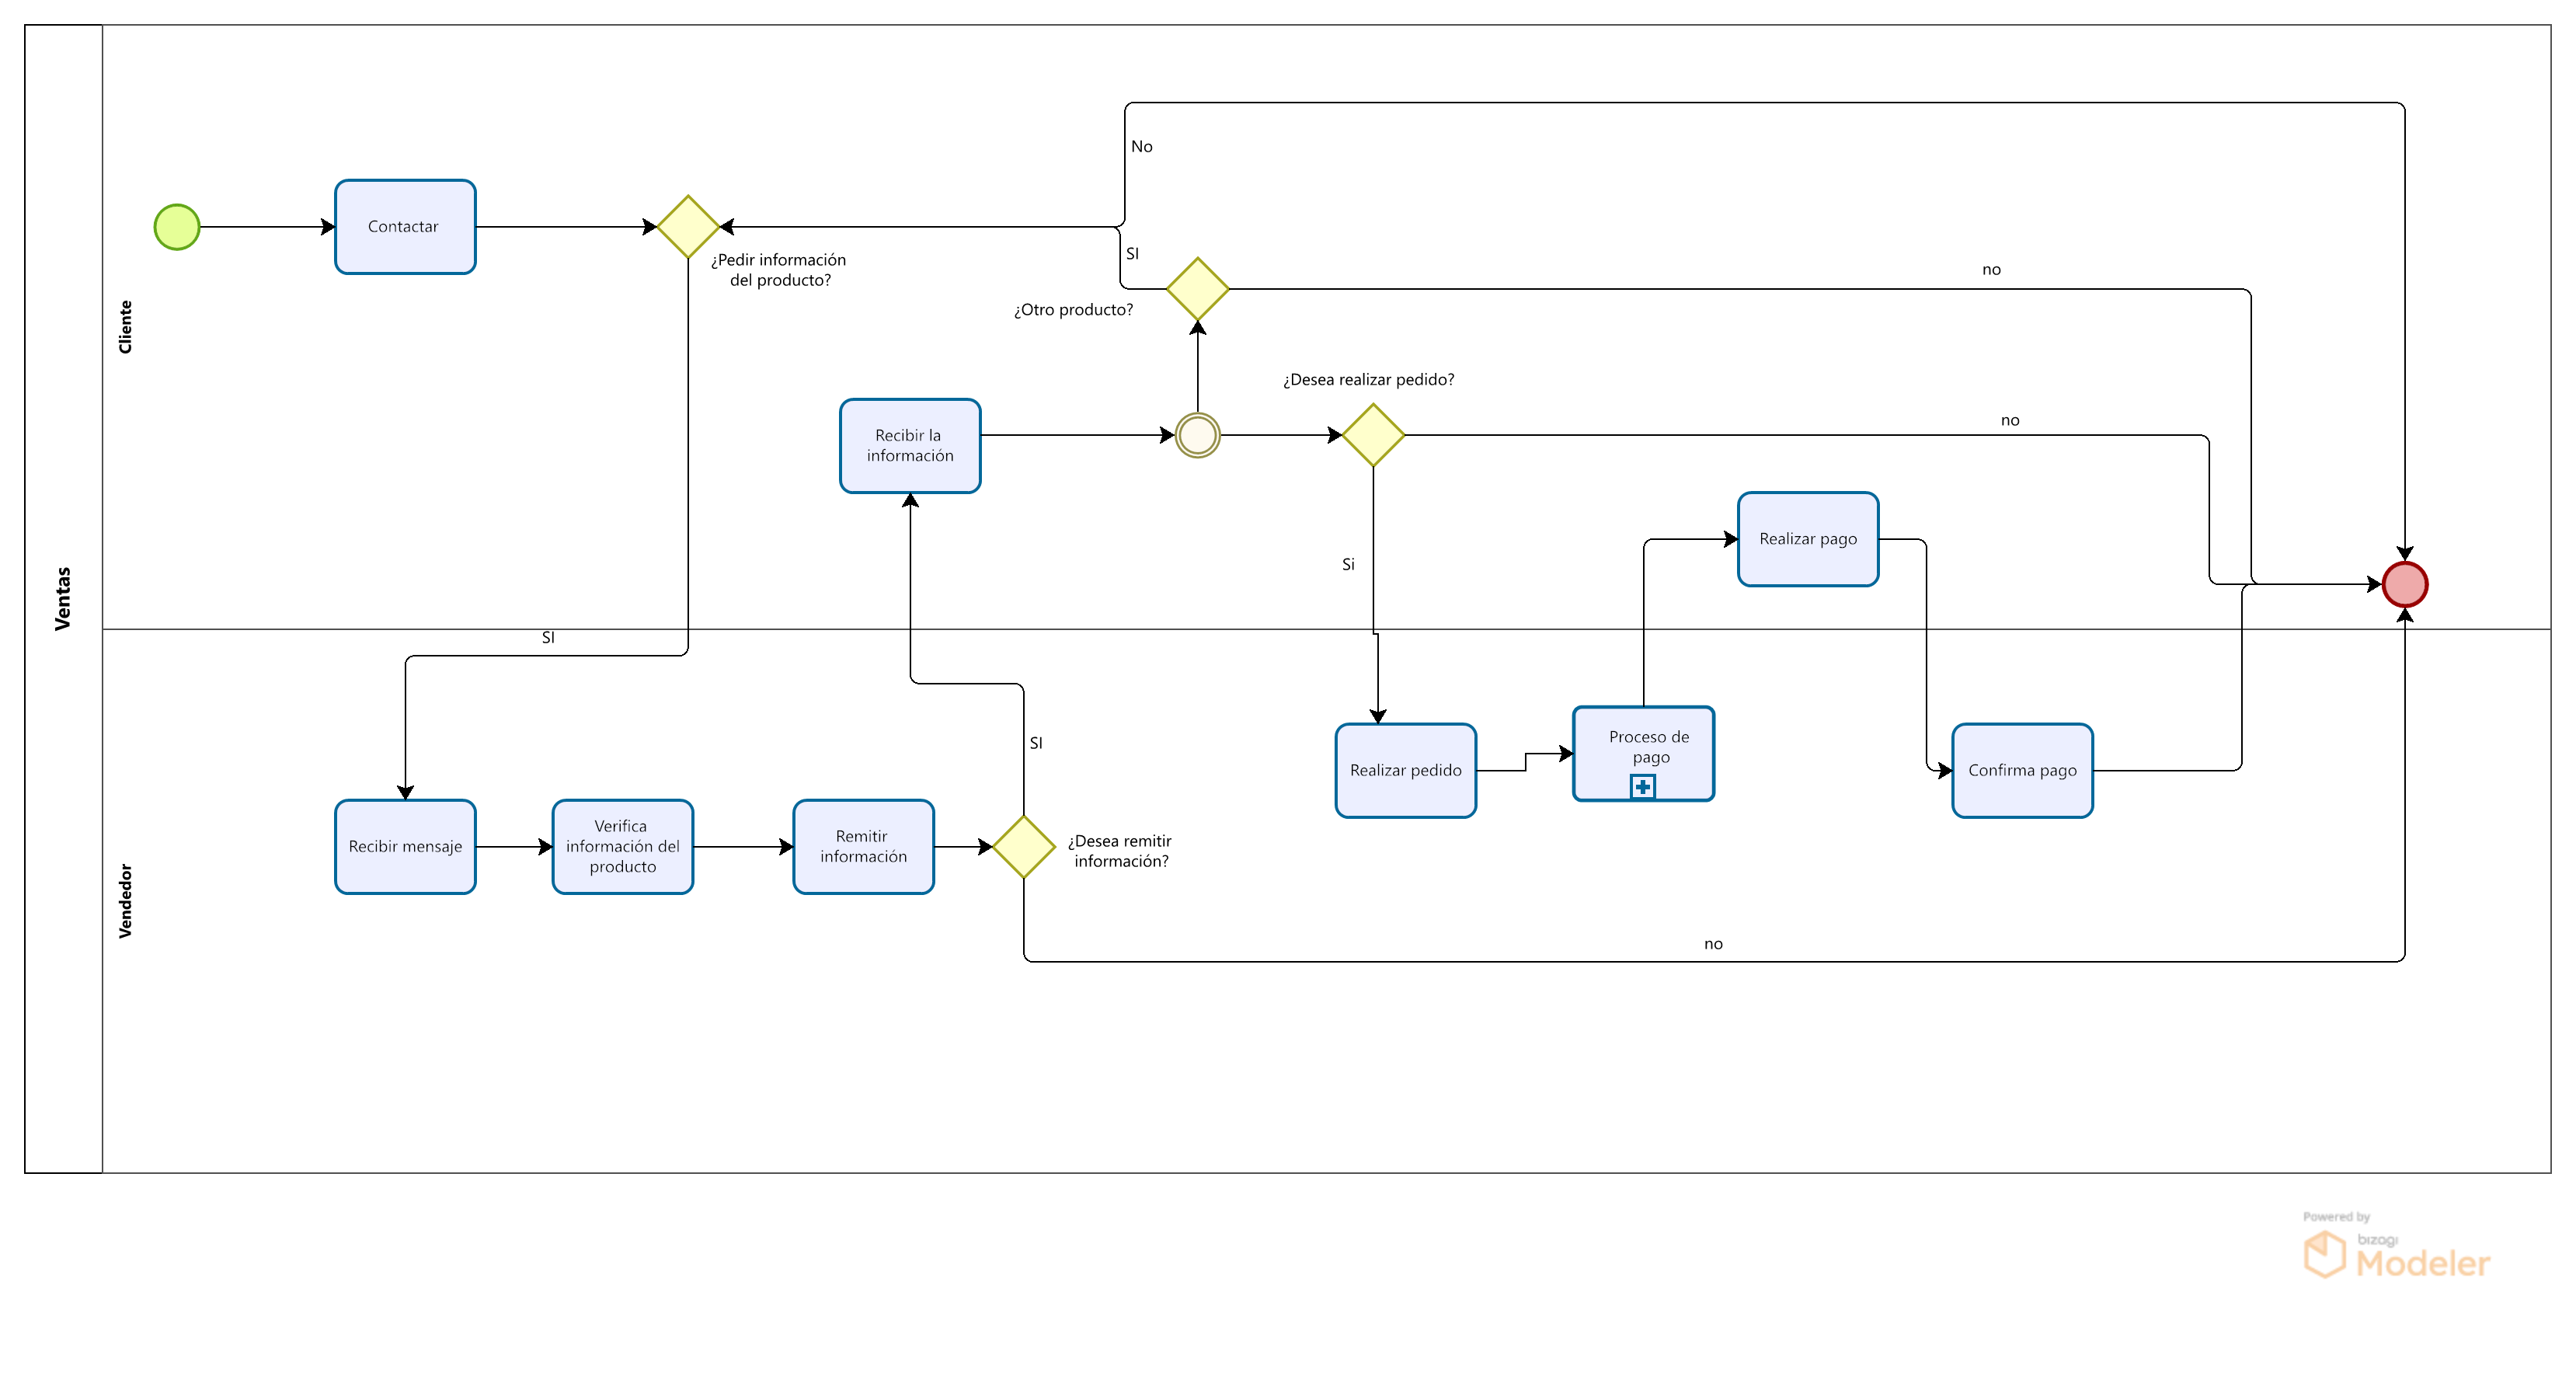 Ventas
Cliente
Contactar
¿Pedir información
del producto?
No
SI
¿Otro producto?
no
¿Desea realizar pedido?
no
Recibir la
información
Si
Realizar pago
Vendedor
SI
SI
Recibir mensaje
Verifica
información del
producto
Remitir
información
¿Desea remitir
información?
Realizar pedido
Proceso de
pago
Confirma pago
no
Powered by
bizagi
Modeler